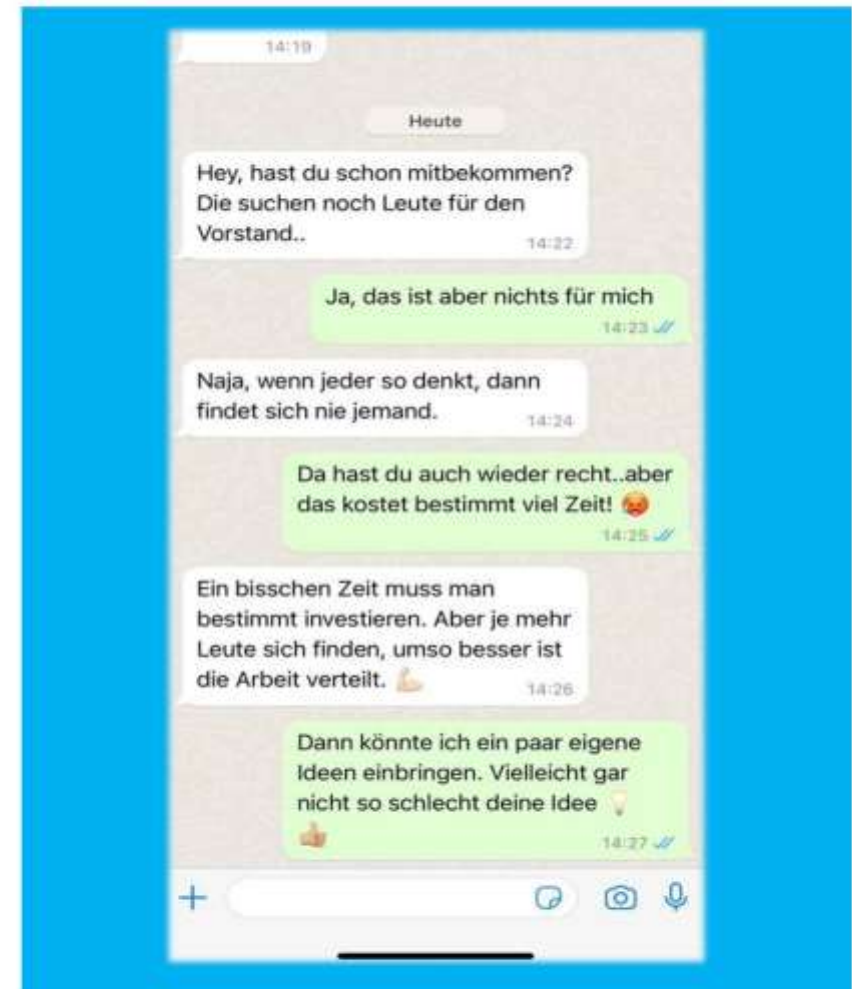 14:19
Heute
Hey, hast du schon mitbekommen?
Die suchen noch Leute für den
Vorstand..
14:22
Ja, das ist aber nichts für mich
14:23
Naja, wenn jeder so denkt, dann
findet sich nie jemand.
14:24
Da hast du auch wieder recht..aber
das kostet bestimmt viel Zeit! 🥵
14:25
Ein bisschen Zeit muss man
bestimmt investieren. Aber je mehr
Leute sich finden, umso besser ist
die Arbeit verteilt. 💪🏻
14:26
Dann könnte ich ein paar eigene
Ideen einbringen. Vielleicht gar
nicht so schlecht deine Idee 💡
👍🏼
14:27